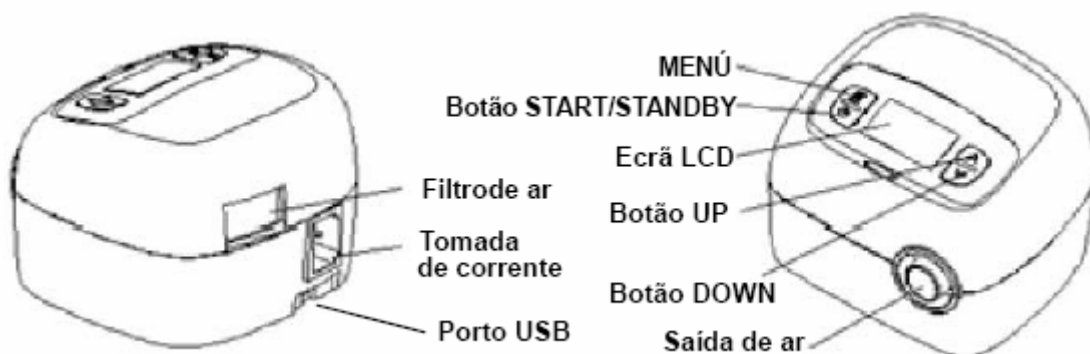 Filtrode ar
Tomada
de corrente
Porto USB
MENÚ
Botão START/STANDBY
Ecrã LCD
Botão UP
Botão DOWN
Saída de ar